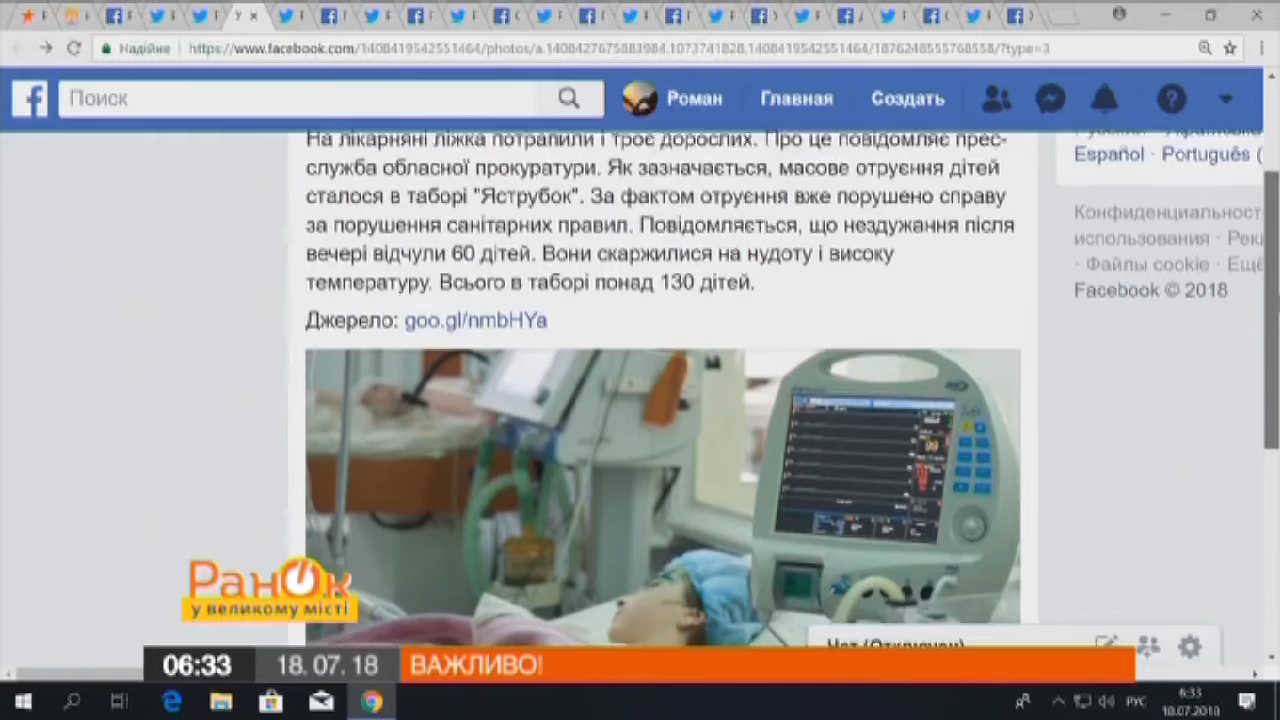 Надійне
https://www.facebook.com/1408419542551464/photos/a.1408427675883984.1073741828.1408419542551464/1876248555768558/?type=3
Поиск
Роман
Главная
Создать
На лікарняні ліжка потрапили і троє дорослих. Про це повідомляє прес-
служба обласної прокуратури. Як зазначається, масове отруєння дітей
сталося в таборі "Яструбок". За фактом отруєння вже порушено справу
за порушення санітарних правил. Повідомляється, що нездужання після
вечері відчули 60 дітей. Вони скаржилися на нудоту і високу
температуру. Всього в таборі понад 130 дітей.
Джерело: goo.gl/nmbHYa
Español · Português (
Конфиденциальност
использования · Рек
· Файлы cookie · Ещё
Facebook © 2018
Ранок
у великому місті
Чат (Отключен)
06:33
18.07.18
ВАЖЛИВО!
РУС
6:33
18.07.2018